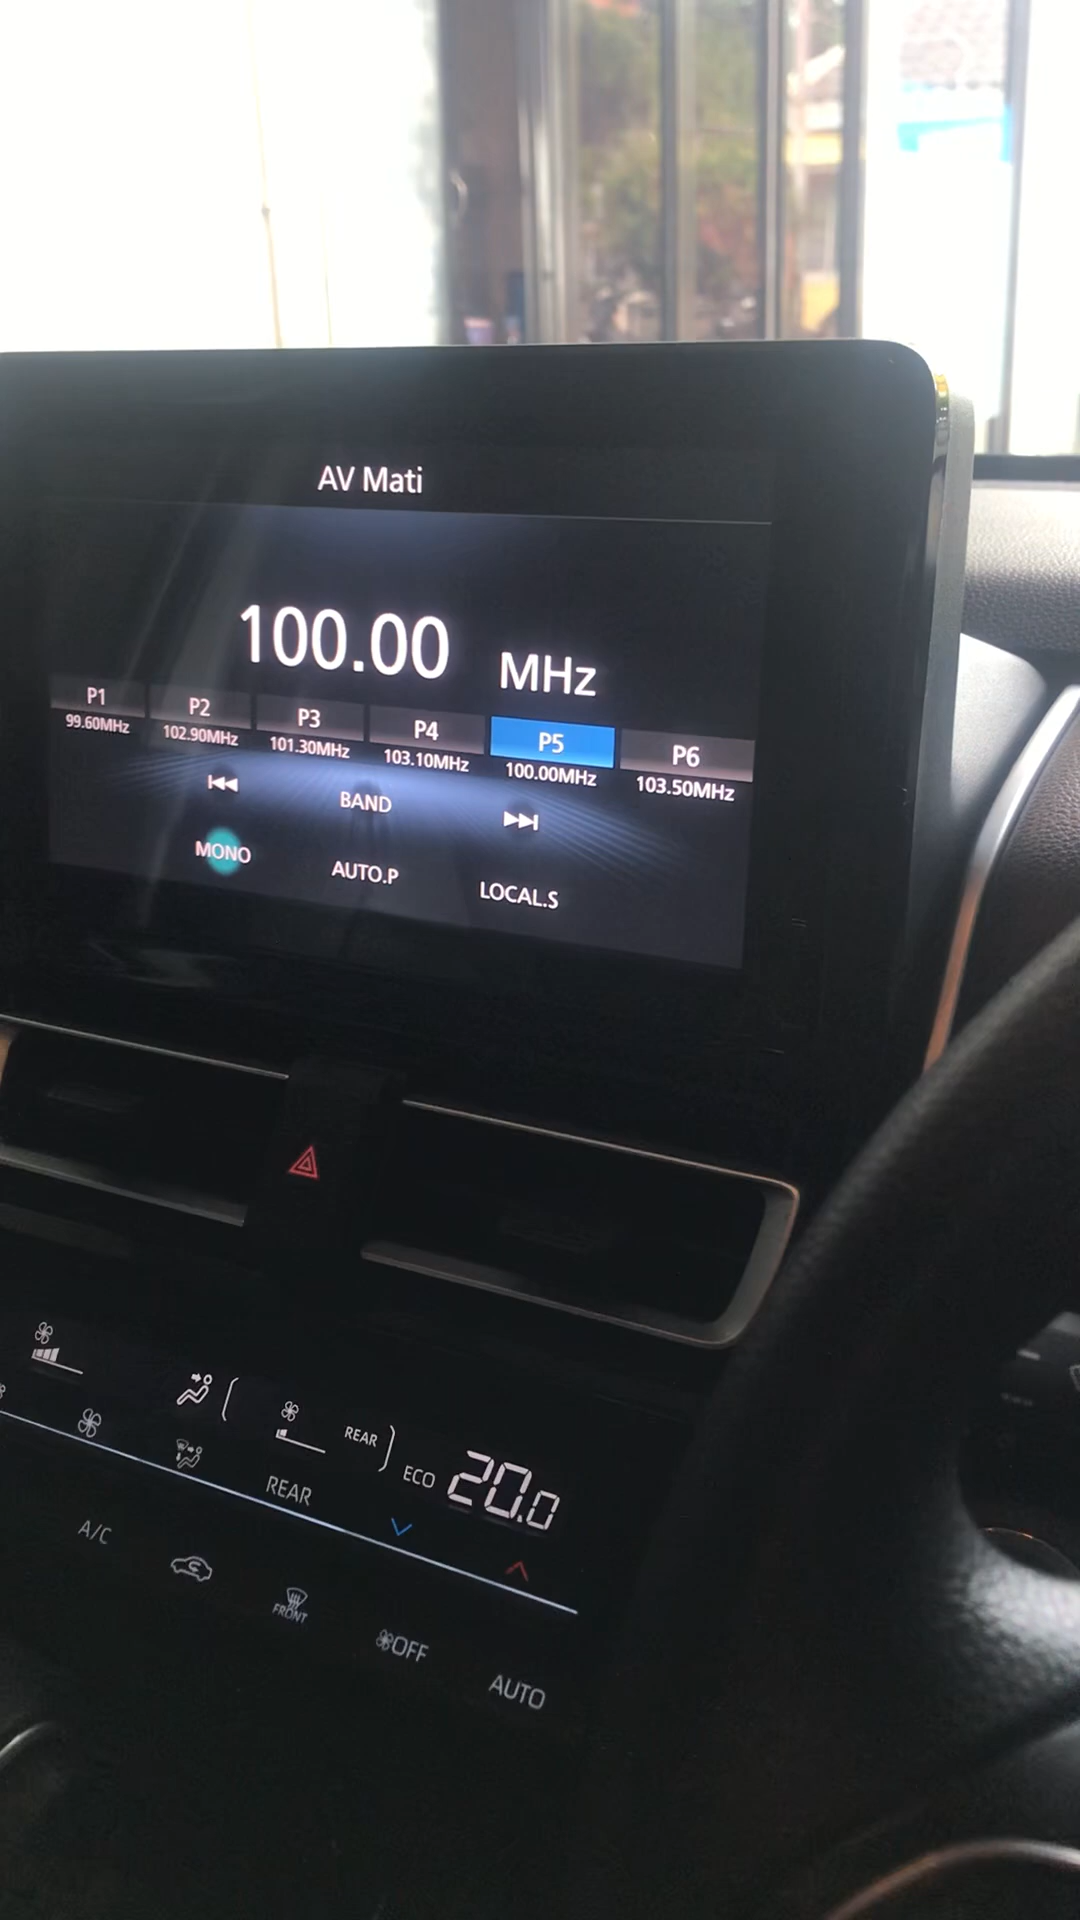 AV Mati
100.00 MHz
P1 P2 P3 P4 P5 P6
99.60MHz 102.90MHz 101.30MHz 103.10MHz 100.00MHz 103.50MHz
BAND
MONO AUTO.P LOCAL.S
REAR ECO 20.0
REAR
A/C
FRONT
OFF
AUTO